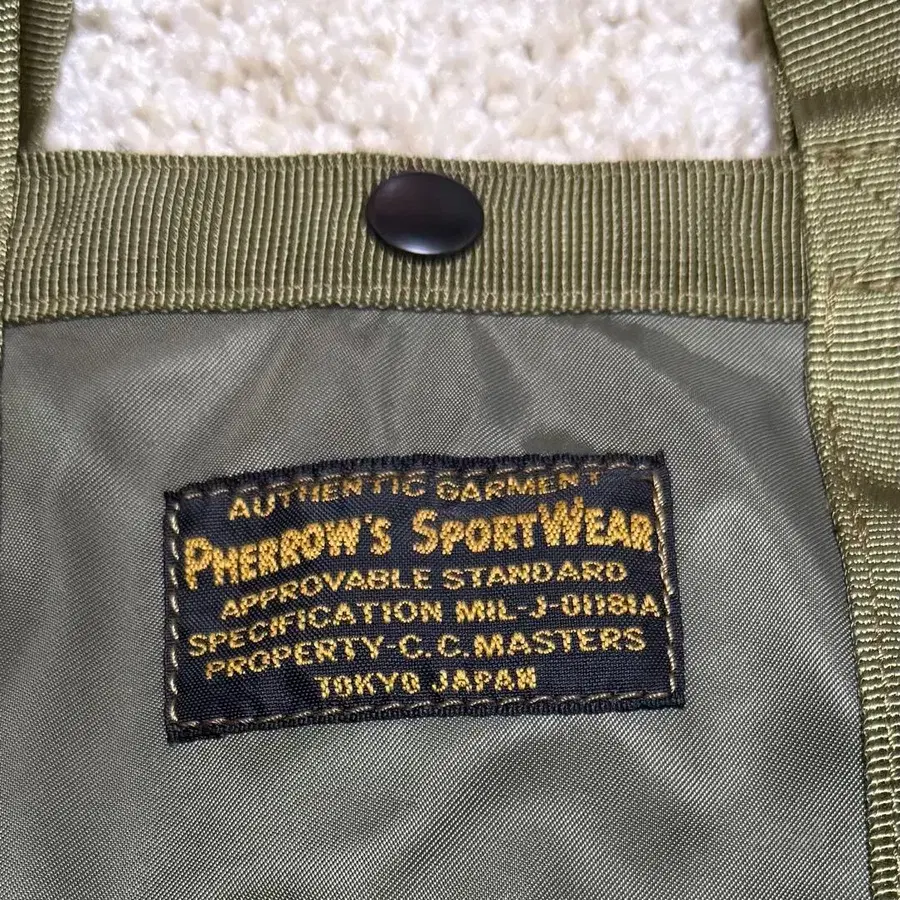 AUTHENTIC GARMENT
PHERROW'S SPORTWEAR
APPROVABLE STANDARD
SPECIFICATION MIL-J-01181A
PROPERTY-C.C.MASTERS
TOKYO JAPAN